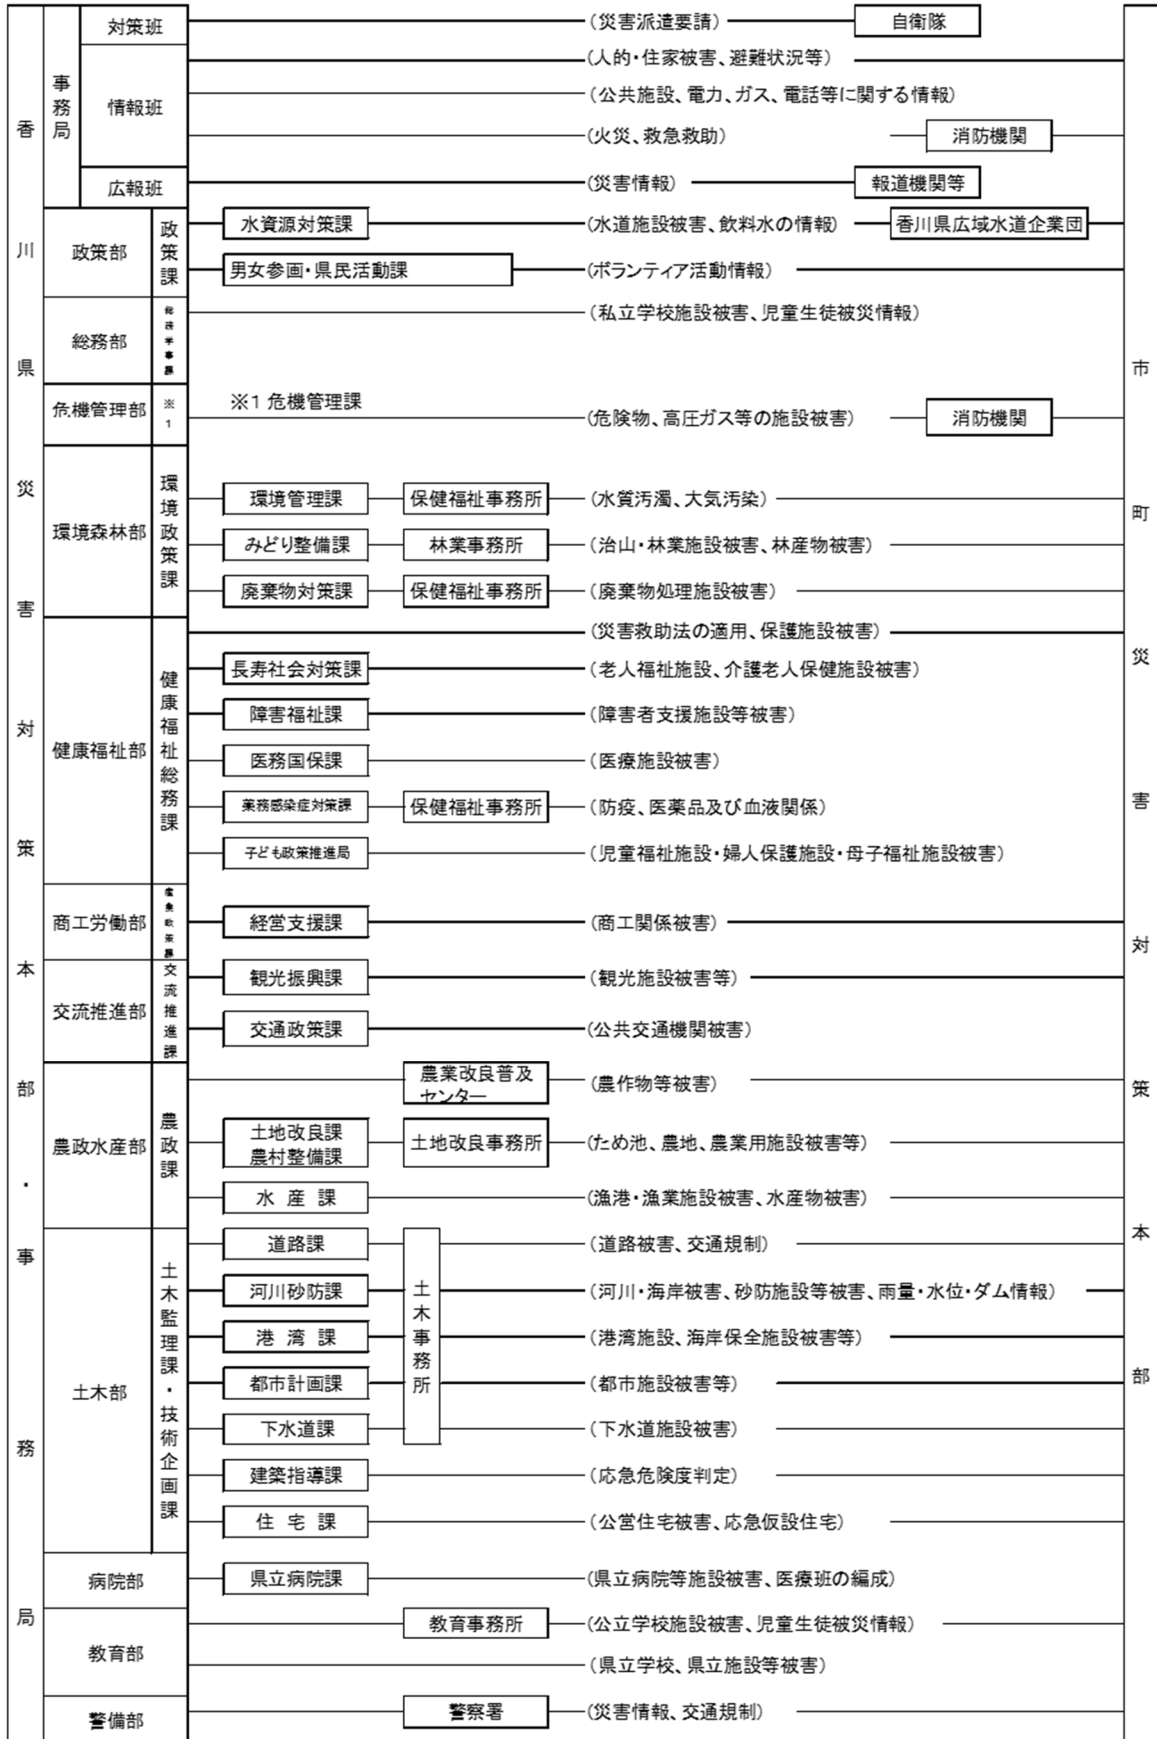 香川県災害対策本部・事務局
市町災害対策本部
事務局
対策班
(災害派遣要請)
自衛隊
情報班
(人的・住家被害、避難状況等)
(公共施設、電力、ガス、電話等に関する情報)
(火災、救急救助)
消防機関
広報班
(災害情報)
報道機関等
政策部
政策課
水資源対策課
(水道施設被害、飲料水の情報)
香川県広域水道企業団
男女参画・県民活動課
(ボランティア活動情報)
総務部
総務学事課
(私立学校施設被害、児童生徒被災情報)
危機管理部
※1
※1 危機管理課
(危険物、高圧ガス等の施設被害)
消防機関
環境森林部
環境政策課
環境管理課
保健福祉事務所
(水質汚濁、大気汚染)
みどり整備課
林業事務所
(治山・林業施設被害、林産物被害)
廃棄物対策課
保健福祉事務所
(廃棄物処理施設被害)
健康福祉部
健康福祉総務課
(災害救助法の適用、保護施設被害)
長寿社会対策課
(老人福祉施設、介護老人保健施設被害)
障害福祉課
(障害者支援施設等被害)
医務国保課
(医療施設被害)
薬務感染症対策課
保健福祉事務所
(防疫、医薬品及び血液関係)
子ども政策推進局
(児童福祉施設・婦人保護施設・母子福祉施設被害)
商工労働部
産業政策課
経営支援課
(商工関係被害)
交流推進部
交流推進課
観光振興課
(観光施設被害等)
交通政策課
(公共交通機関被害)
農政水産部
農政課
農業改良普及
センター
(農作物等被害)
土地改良課
農村整備課
土地改良事務所
(ため池、農地、農業用施設被害等)
水 産 課
(漁港・漁業施設被害、水産物被害)
土木部
土木監理課・技術企画課
土木事務所
道路課
(道路被害、交通規制)
河川砂防課
(河川・海岸被害、砂防施設等被害、雨量・水位・ダム情報)
港 湾 課
(港湾施設、海岸保全施設被害等)
都市計画課
(都市施設被害等)
下水道課
(下水道施設被害)
建築指導課
(応急危険度判定)
住 宅 課
(公営住宅被害、応急仮設住宅)
病院部
県立病院課
(県立病院等施設被害、医療班の編成)
教育部
教育事務所
(公立学校施設被害、児童生徒被災情報)
(県立学校、県立施設等被害)
警備部
警察署
(災害情報、交通規制)